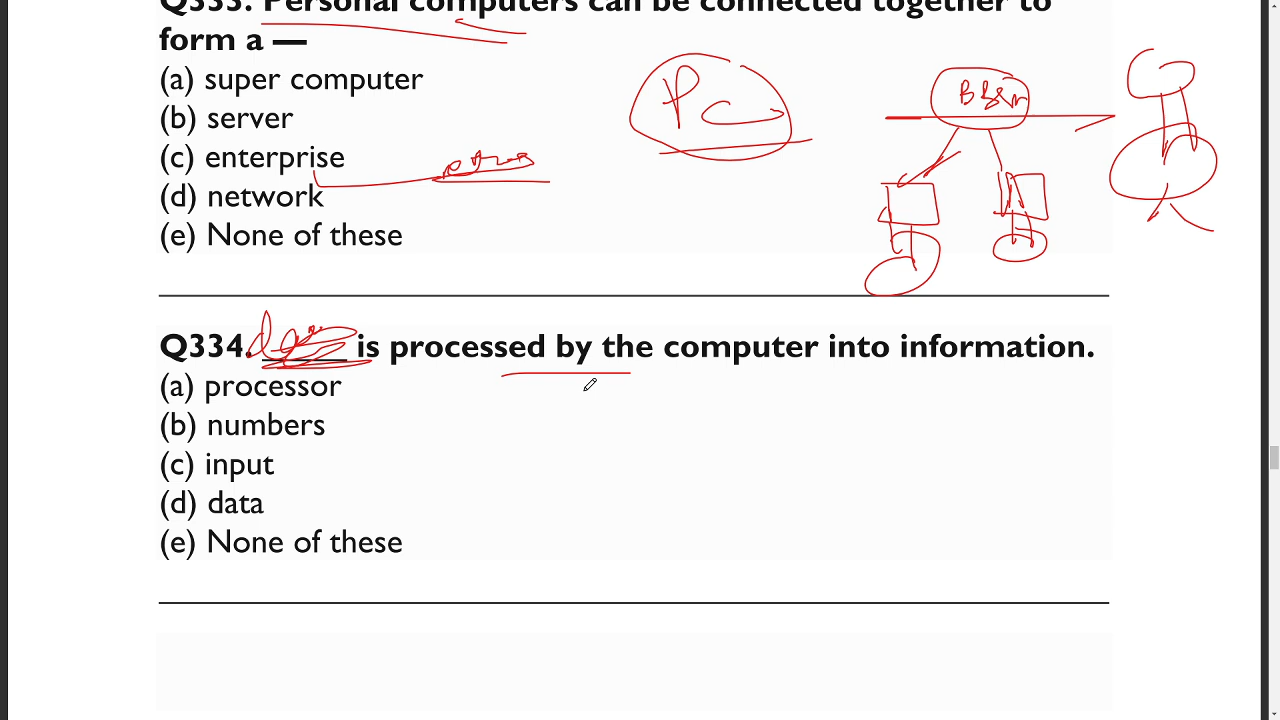 Q333. Personal computers can be connected together to
form a —
(a) super computer
(b) server
(c) enterprise
(d) network
(e) None of these
PC
Q334. is processed by the computer into information.
(a) processor
(b) numbers
(c) input
(d) data
(e) None of these